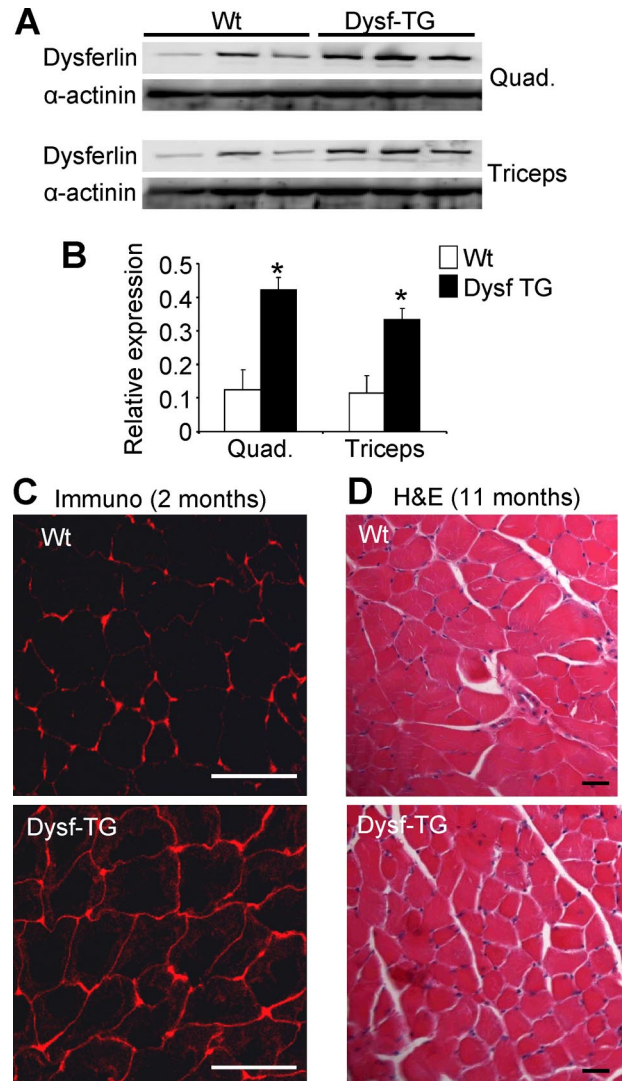 A
Wt Dysf-TG
Dysferlin
α-actinin
Quad.
Dysferlin
α-actinin
Triceps
B
Relative expression
0.5
0.4
0.3
0.2
0.1
0
*
*
Quad. Triceps
Wt
Dysf TG
C Immuno (2 months)
Wt
Dysf-TG
D H&E (11 months)
Wt
Dysf-TG